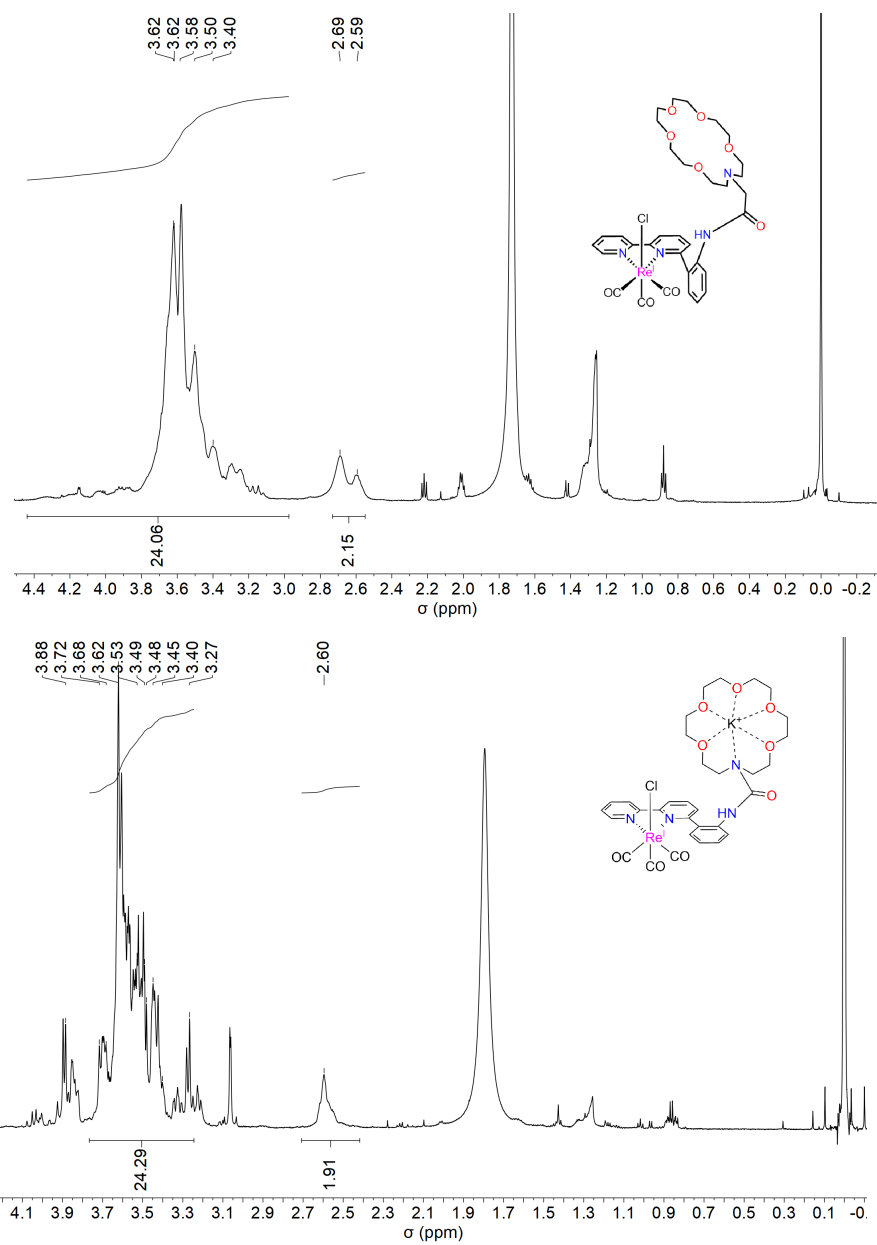 3.62
3.62
3.58
3.50
3.40
2.69
2.59
O
O
O
O
O
N
HN
O
Cl
N
N
Re
I
OC
CO
CO
24.06
2.15
4.4 4.2 4.0 3.8 3.6 3.4 3.2 3.0 2.8 2.6 2.4 2.2 2.0 1.8 1.6 1.4 1.2 1.0 0.8 0.6 0.4 0.2 0.0 -0.2
σ (ppm)
3.88
3.72
3.68
3.62
3.53
3.49
3.48
3.45
3.40
3.27
2.60
O
O
O
K+
O
O
N
HN
O
Cl
N
N
Re
I
OC
CO
CO
24.29
1.91
4.1 3.9 3.7 3.5 3.3 3.1 2.9 2.7 2.5 2.3 2.1 1.9 1.7 1.5 1.3 1.1 0.9 0.7 0.5 0.3 0.1 -0.
σ (ppm)